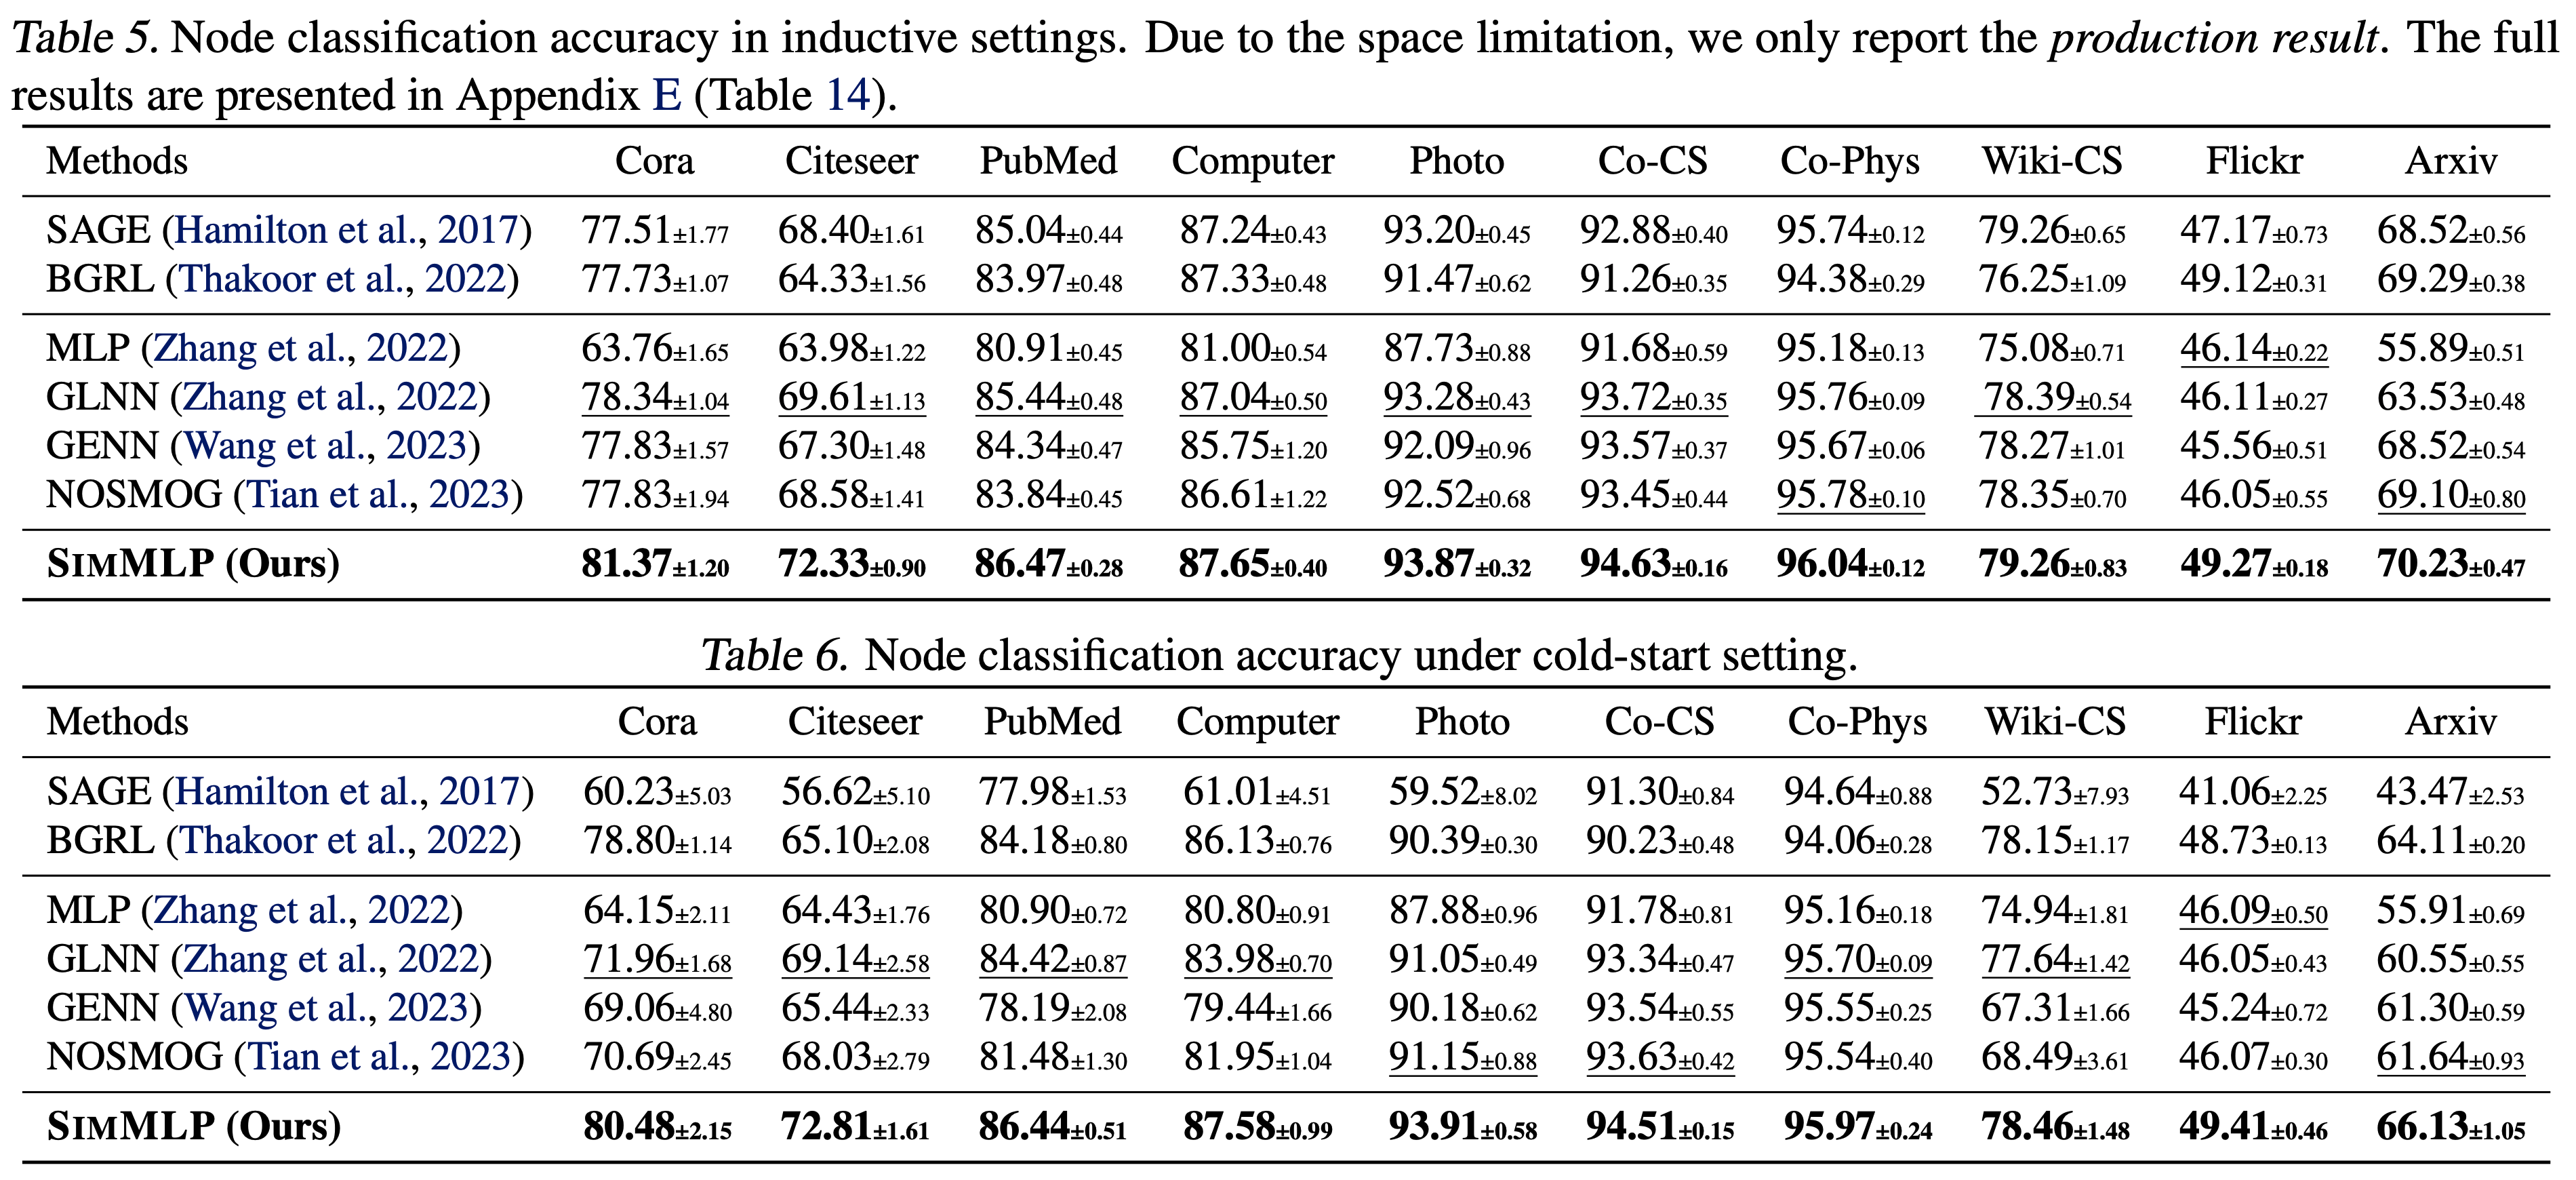 Table 5. Node classification accuracy in inductive settings. Due to the space limitation, we only report the production result. The full
results are presented in Appendix E (Table 14).
Methods Cora Citeseer PubMed Computer Photo Co-CS Co-Phys Wiki-CS Flickr Arxiv
SAGE (Hamilton et al., 2017) 77.51±1.77 68.40±1.61 85.04±0.44 87.24±0.43 93.20±0.45 92.88±0.40 95.74±0.12 79.26±0.65 47.17±0.73 68.52±0.56
BGRL (Thakoor et al., 2022) 77.73±1.07 64.33±1.56 83.97±0.48 87.33±0.48 91.47±0.62 91.26±0.35 94.38±0.29 76.25±1.09 49.12±0.31 69.29±0.38
MLP (Zhang et al., 2022) 63.76±1.65 63.98±1.22 80.91±0.45 81.00±0.54 87.73±0.88 91.68±0.59 95.18±0.13 75.08±0.71 46.14±0.22 55.89±0.51
GLNN (Zhang et al., 2022) 78.34±1.04 69.61±1.13 85.44±0.48 87.04±0.50 93.28±0.43 93.72±0.35 95.76±0.09 78.39±0.54 46.11±0.27 63.53±0.48
GENN (Wang et al., 2023) 77.83±1.57 67.30±1.48 84.34±0.47 85.75±1.20 92.09±0.96 93.57±0.37 95.67±0.06 78.27±1.01 45.56±0.51 68.52±0.54
NOSMOG (Tian et al., 2023) 77.83±1.94 68.58±1.41 83.84±0.45 86.61±1.22 92.52±0.68 93.45±0.44 95.78±0.10 78.35±0.70 46.05±0.55 69.10±0.80
SIMMLP (Ours) 81.37±1.20 72.33±0.90 86.47±0.28 87.65±0.40 93.87±0.32 94.63±0.16 96.04±0.12 79.26±0.83 49.27±0.18 70.23±0.47
Table 6. Node classification accuracy under cold-start setting.
Methods Cora Citeseer PubMed Computer Photo Co-CS Co-Phys Wiki-CS Flickr Arxiv
SAGE (Hamilton et al., 2017) 60.23±5.03 56.62±5.10 77.98±1.53 61.01±4.51 59.52±8.02 91.30±0.84 94.64±0.88 52.73±7.93 41.06±2.25 43.47±2.53
BGRL (Thakoor et al., 2022) 78.80±1.14 65.10±2.08 84.18±0.80 86.13±0.76 90.39±0.30 90.23±0.48 94.06±0.28 78.15±1.17 48.73±0.13 64.11±0.20
MLP (Zhang et al., 2022) 64.15±2.11 64.43±1.76 80.90±0.72 80.80±0.91 87.88±0.96 91.78±0.81 95.16±0.18 74.94±1.81 46.09±0.50 55.91±0.69
GLNN (Zhang et al., 2022) 71.96±1.68 69.14±2.58 84.42±0.87 83.98±0.70 91.05±0.49 93.34±0.47 95.70±0.09 77.64±1.42 46.05±0.43 60.55±0.55
GENN (Wang et al., 2023) 69.06±4.80 65.44±2.33 78.19±2.08 79.44±1.66 90.18±0.62 93.54±0.55 95.55±0.25 67.31±1.66 45.24±0.72 61.30±0.59
NOSMOG (Tian et al., 2023) 70.69±2.45 68.03±2.79 81.48±1.30 81.95±1.04 91.15±0.88 93.63±0.42 95.54±0.40 68.49±3.61 46.07±0.30 61.64±0.93
SIMMLP (Ours) 80.48±2.15 72.81±1.61 86.44±0.51 87.58±0.99 93.91±0.58 94.51±0.15 95.97±0.24 78.46±1.48 49.41±0.46 66.13±1.05